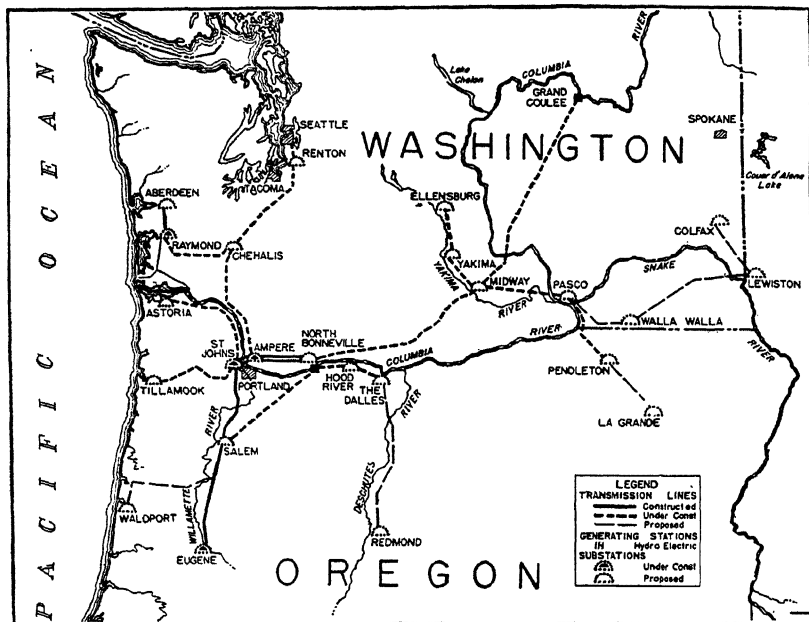 PACIFIC OCEAN
WASHINGTON
OREGON
Lake
Chelan
COLUMBIA
RIVER
GRAND
COULEE
SPOKANE
Couer d'Alene
Lake
SEATTLE
RENTON
TACOMA
ABERDEEN
RAYMOND
CHEHALIS
ELLENSBURG
YAKIMA
YAKIMA
RIVER
MIDWAY
PASCO
SNAKE
RIVER
COLFAX
LEWISTON
WALLA WALLA
ASTORIA
ST
JOHNS
AMPERE
NORTH
BONNEVILLE
COLUMBIA
RIVER
PORTLAND
HOOD
RIVER
THE
DALLES
TILLAMOOK
PENDLETON
LA GRANDE
RIVER
WILLAMETTE
SALEM
DESCHUTES
RIVER
WALOPORT
EUGENE
REDMOND
LEGEND
TRANSMISSION LINES
Constructed
Under Const
Proposed
GENERATING STATIONS
IN Hydro Electric
SUBSTATIONS
Under Const
Proposed